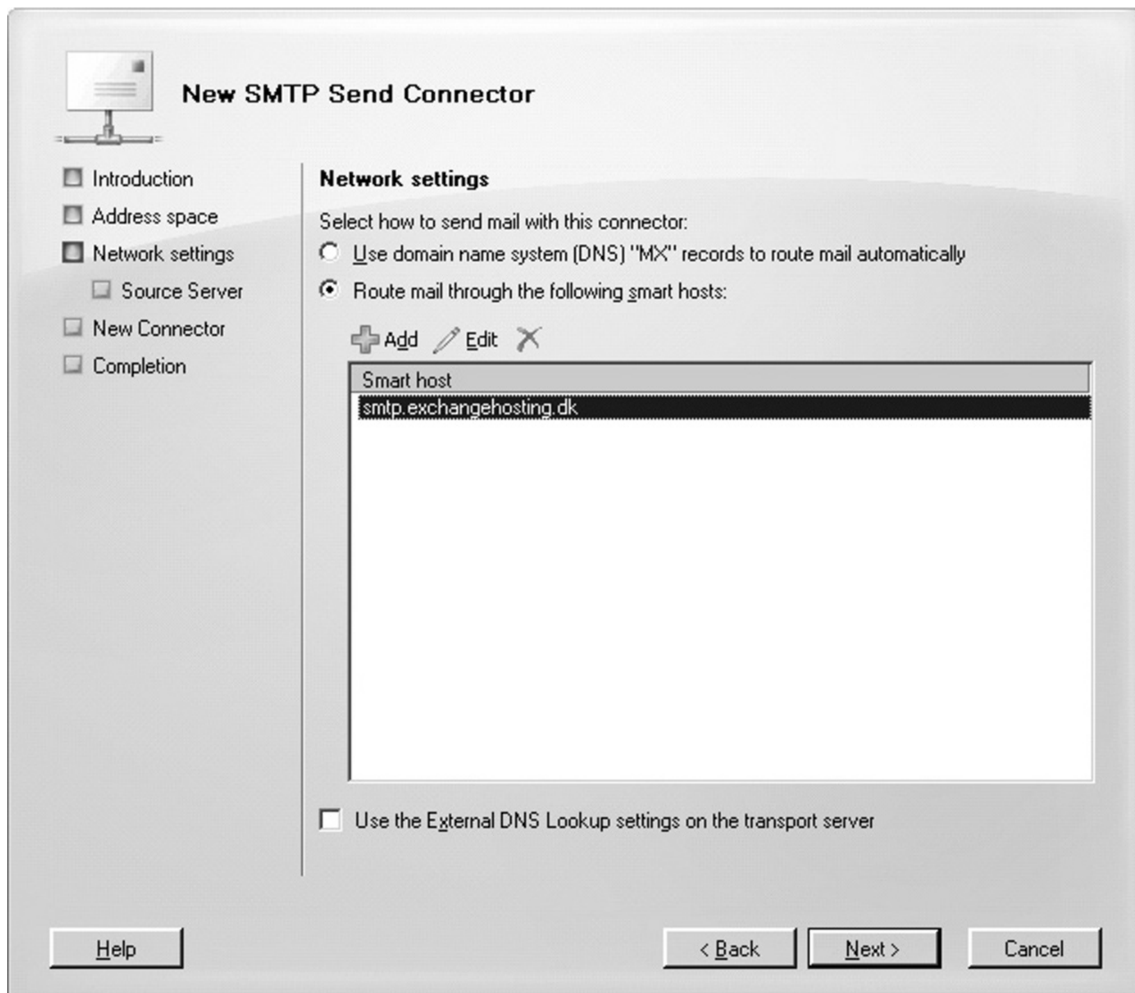 New SMTP Send Connector
Introduction
Address space
Network settings
Source Server
New Connector
Completion
Network settings
Select how to send mail with this connector:
Use domain name system (DNS) "MX" records to route mail automatically
Route mail through the following smart hosts:
Add Edit
Smart host
smtp.exchangehosting.dk
Use the External DNS Lookup settings on the transport server
Help < Back Next > Cancel